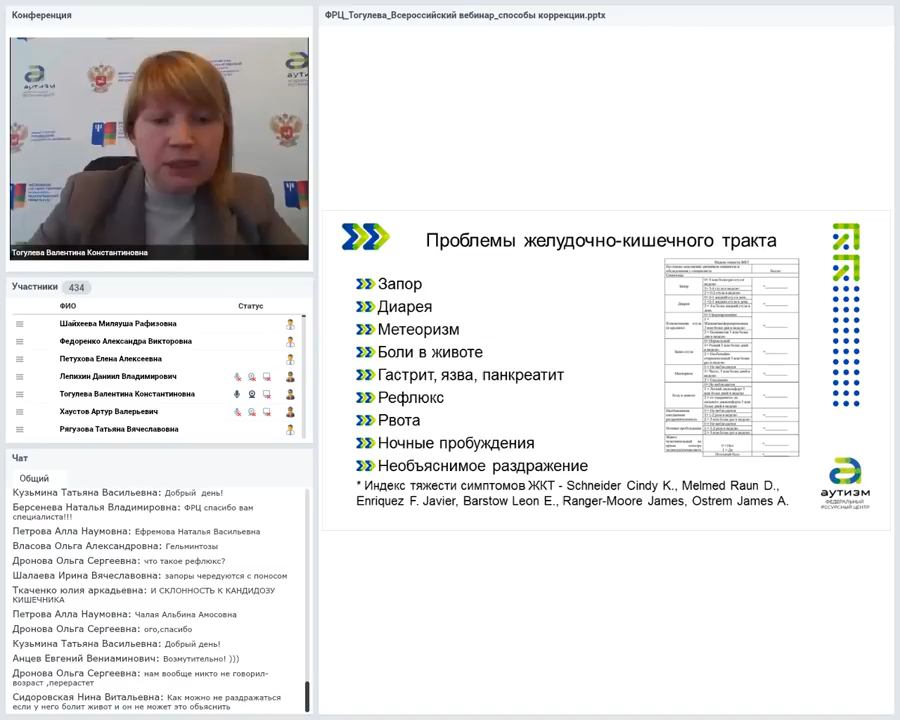 Конференция
ФРЦ_Тогулева_Всероссийский вебинар_способы коррекции.pptx
аутизм
Тогулева Валентина Константиновна
Участники 434
ФИО Статус
Шайхеева Миляуша Рафизовна
Федоренко Александра Викторовна
Петухова Елена Алексеевна
Лепихин Даниил Владимирович
Тогулева Валентина Константиновна
Хаустов Артур Валерьевич
Рягузова Татьяна Вячеславовна
Чат
Общий
Кузьмина Татьяна Васильевна: Добрый день!
Берсенева Наталья Владимировна: ФРЦ спасибо вам
специалиста!!!
Петрова Алла Наумовна: Ефремова Наталья Васильевна
Власова Ольга Александровна: Гельминтозы
Дронова Ольга Сергеевна: что такое рефлюкс?
Шалаева Ирина Вячеславовна: запоры чередуются с поносом
Ткаченко юлия аркадьевна: И СКЛОННОСТЬ К КАНДИДОЗУ
КИШЕЧНИКА
Петрова Алла Наумовна: Чалая Альбина Амосовна
Дронова Ольга Сергеевна: ого,спасибо
Кузьмина Татьяна Васильевна: Добрый день!
Анцев Евгений Вениаминович: Возмутительно! )))
Дронова Ольга Сергеевна: нам вообще никто не говорил-
возраст ,перерастет
Сидоровская Нина Витальевна: Как можно не раздражаться
если у него болит живот и он не может это обьяснить
Проблемы желудочно-кишечного тракта
Запор
Диарея
Метеоризм
Боли в животе
Гастрит, язва, панкреатит
Рефлюкс
Рвота
Ночные пробуждения
Необъяснимое раздражение
* Индекс тяжести симптомов ЖКТ - Schneider Cindy K., Melmed Raun D.,
Enriquez F. Javier, Barstow Leon E., Ranger-Moore James, Ostrem James A.
аутизм
ФЕДЕРАЛЬНЫЙ
РЕСУРСНЫЙ ЦЕНТР